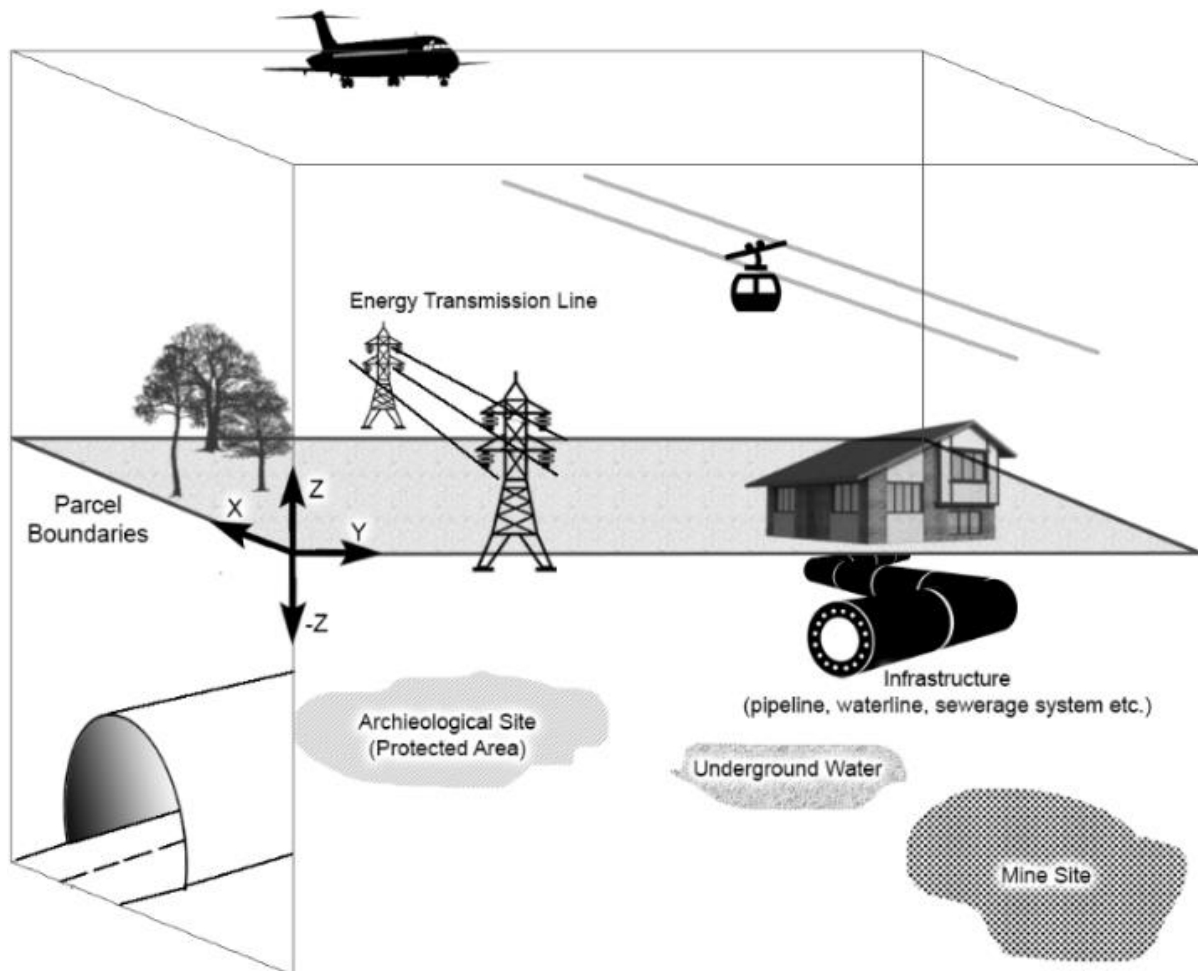 Energy Transmission Line
Parcel
Boundaries
X
Z
Y
-Z
Infrastructure
(pipeline, waterline, sewerage system etc.)
Archieological Site
(Protected Area)
Underground Water
Mine Site